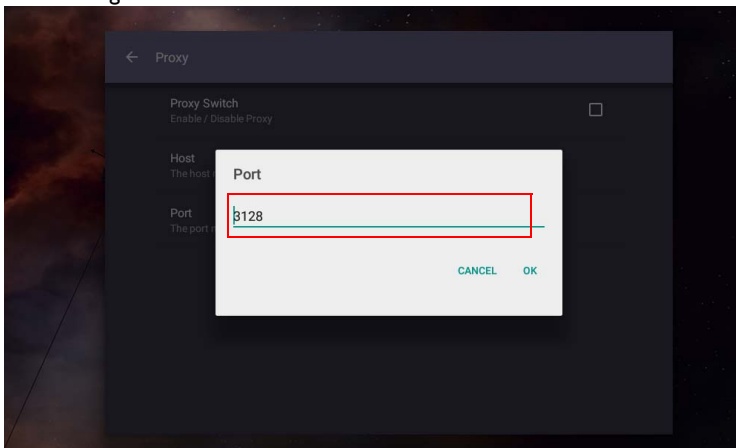 Proxy
Proxy Switch
Enable / Disable Proxy
Host
The host
Port
3128
Port
The port
CANCEL OK